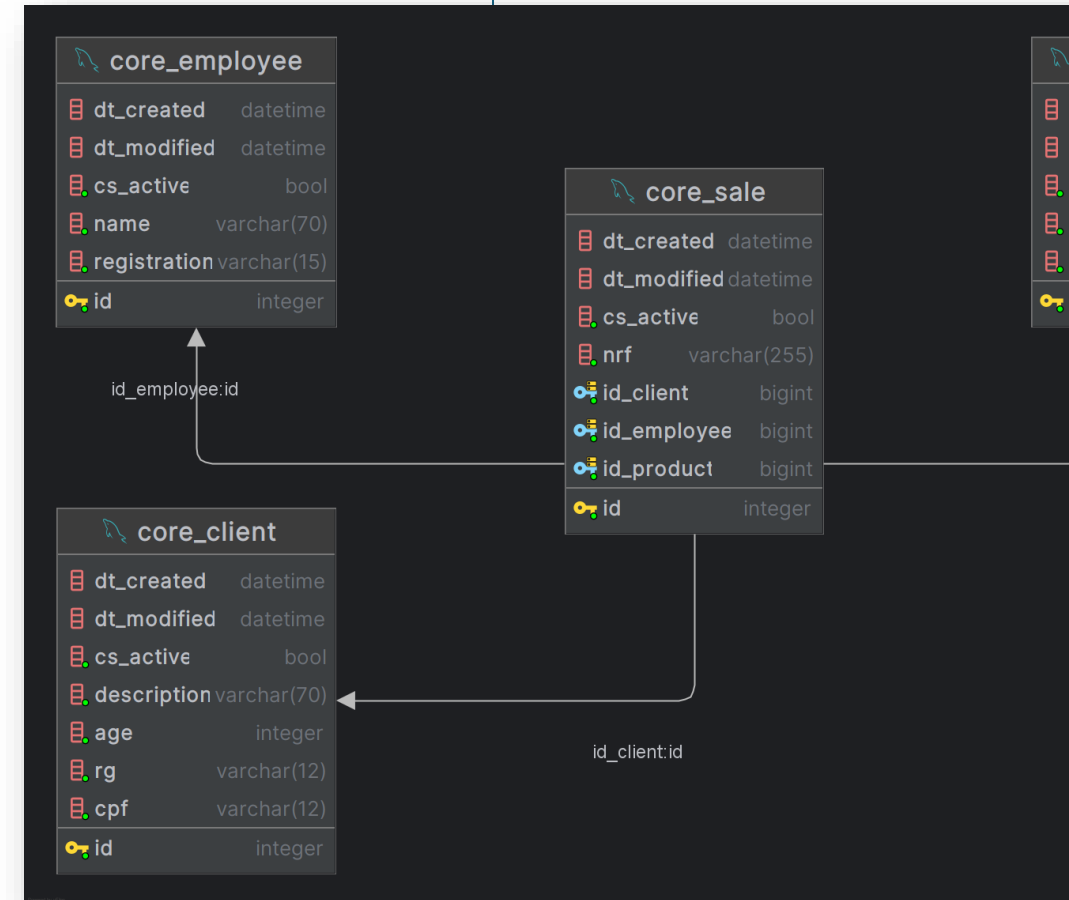 core_employee
dt_created datetime
dt_modified datetime
cs_active bool
name varchar(70)
registration varchar(15)
id integer
id_employee:id
core_sale
dt_created datetime
dt_modified datetime
cs_active bool
nrf varchar(255)
id_client bigint
id_employee bigint
id_product bigint
id integer
core_client
dt_created datetime
dt_modified datetime
cs_active bool
description varchar(70)
age integer
rg varchar(12)
cpf varchar(12)
id integer
id_client:id